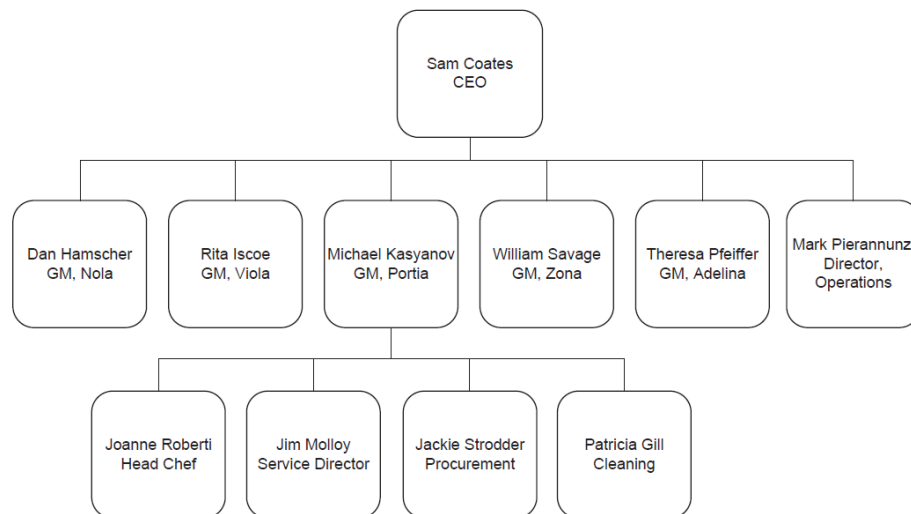 Sam Coates
CEO
Dan Hamscher
GM, Nola
Rita Iscoe
GM, Viola
Michael Kasyanov
GM, Portia
William Savage
GM, Zona
Theresa Pfeiffer
GM, Adelina
Mark Pierannunz
Director,
Operations
Joanne Roberti
Head Chef
Jim Molloy
Service Director
Jackie Strodder
Procurement
Patricia Gill
Cleaning